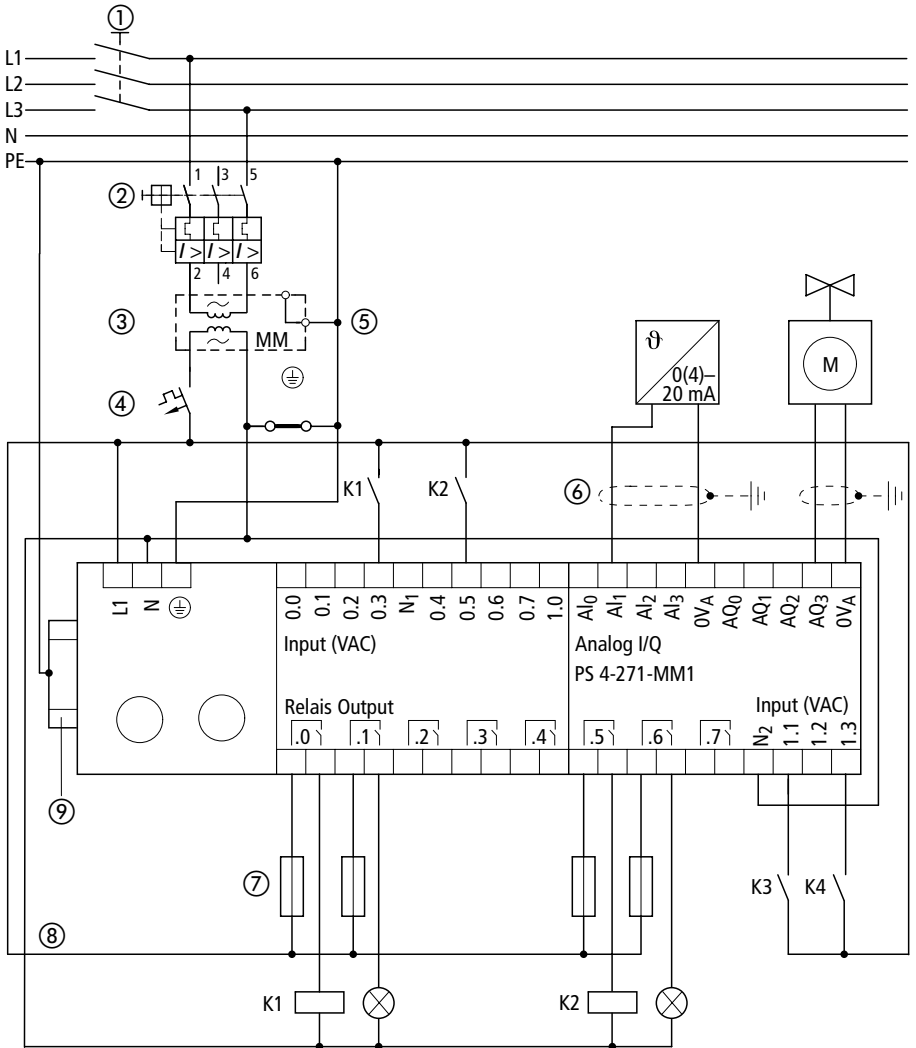 ①
L1
L2
L3
N
PE
1 3 5
②
I > I > I >
2 4 6
③
MM
⑤
④
ϑ
0(4)–
20 mA
M
K1
K2
⑥
L1 N
0.0 0.1 0.2 0.3 N1 0.4 0.5 0.6 0.7 1.0
AI0 AI1 AI2 AI3 0VA AQ0 AQ1 AQ2 AQ3 0VA
Input (VAC)
Analog I/Q
PS 4-271-MM1
Relais Output
Input (VAC)
.0 .1 .2 .3 .4 .5 .6 .7
N2 1.1 1.2 1.3
⑨
⑦
K3 K4
⑧
K1
K2